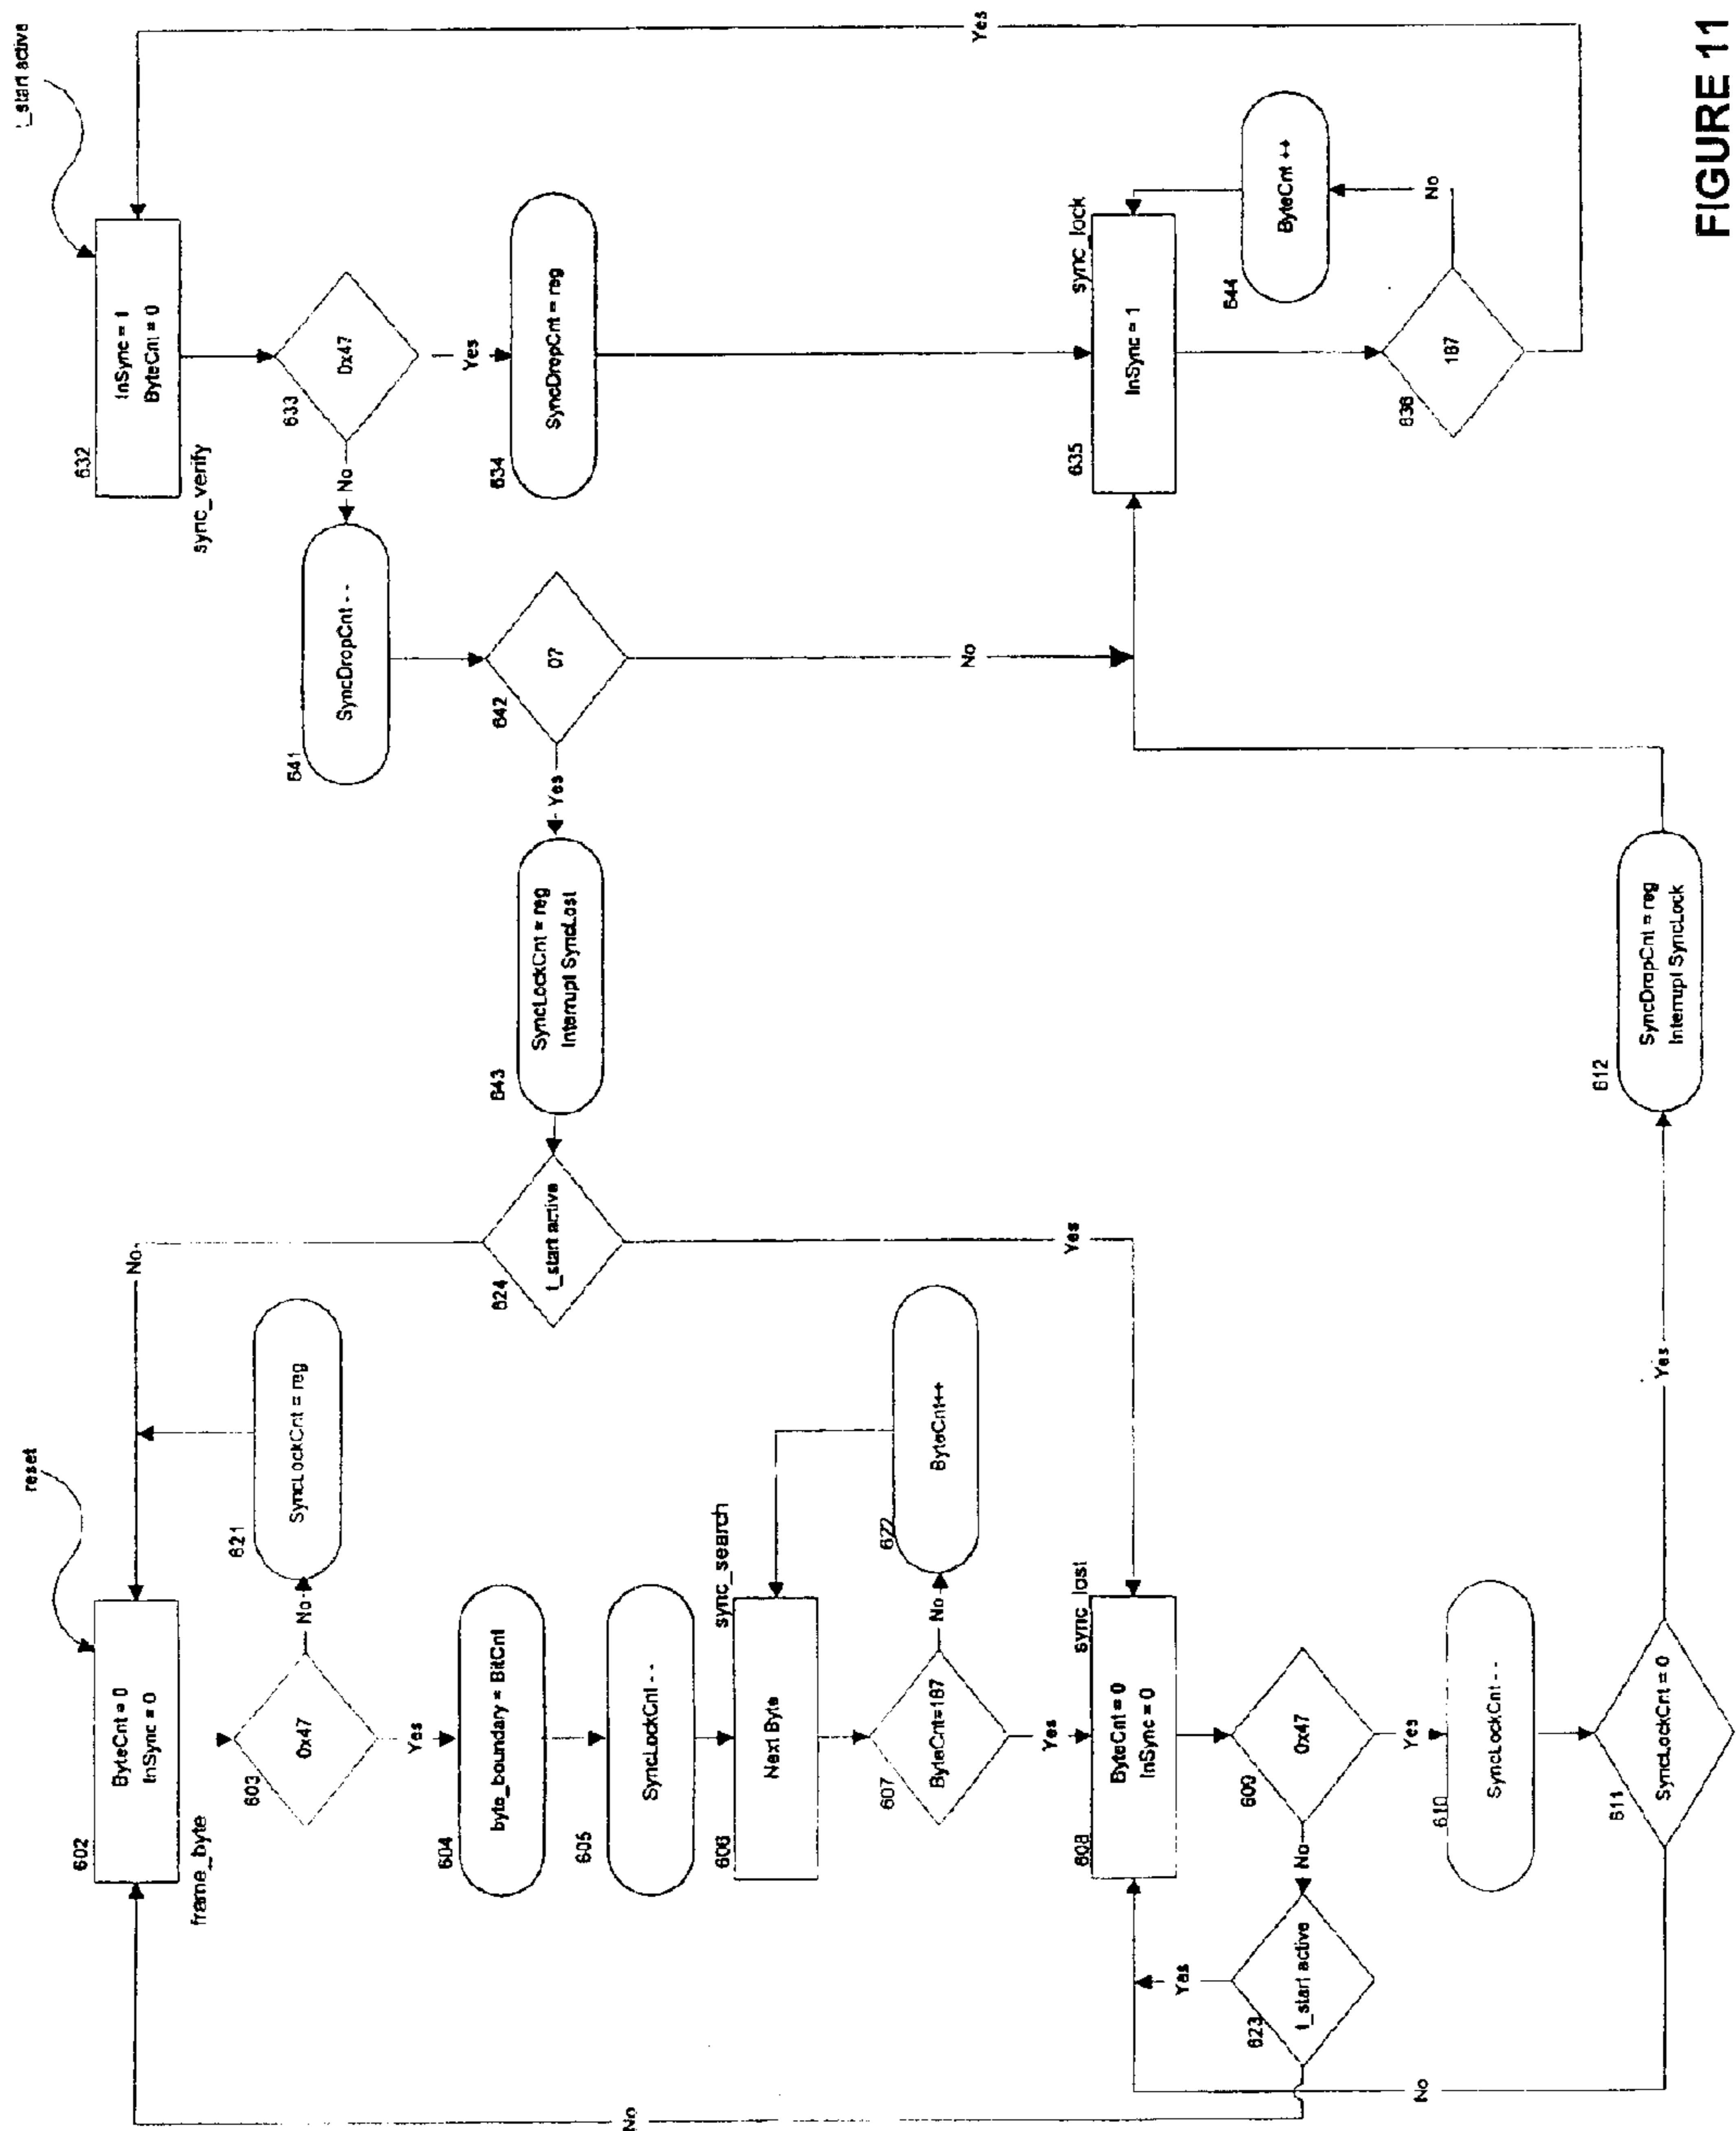 reset
602
ByteCnt = 0
InSync = 0
frame_byte
No
603
0x47
No
621
SyncLockCnt = reg
Yes
604
byte_boundary = BitCnt
605
SyncLockCnt - -
606
Next Byte
sync_search
607
ByteCnt=187
No
622
ByteCnt++
Yes
608
ByteCnt = 0
InSync = 0
sync_lost
609
0x47
No
623
t_start active
Yes
No
Yes
610
SyncLockCnt - -
611
SyncLockCnt = 0
No
Yes
612
SyncDropCnt = reg
Interrupt SyncLock
No
624
t_start active
Yes
643
SyncLockCnt = reg
Interrupt SyncLost
Yes
642
0?
No
641
SyncDropCnt - -
No
t_start active
632
InSync = 1
ByteCnt = 0
sync_verify
633
0x47
Yes
634
SyncDropCnt = reg
635
InSync = 1
sync_lock
636
187
No
644
ByteCnt ++
Yes
FIGURE 11